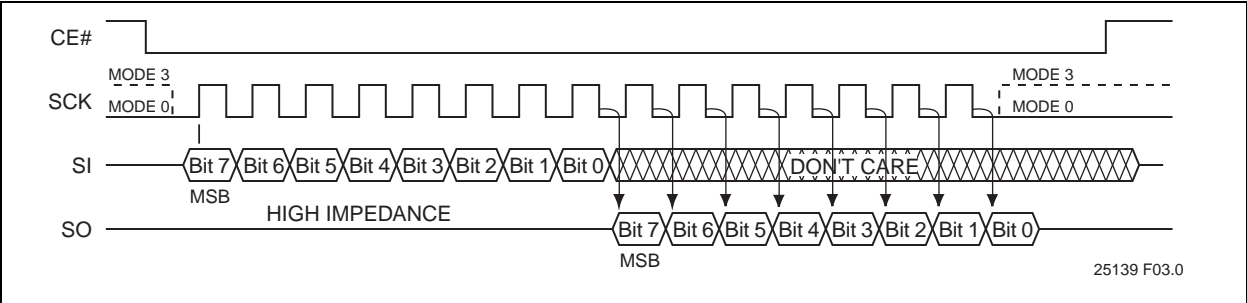 CE#
MODE 3 MODE 3
SCK MODE 0 MODE 0
SI Bit 7 Bit 6 Bit 5 Bit 4 Bit 3 Bit 2 Bit 1 Bit 0 DON'T CARE
MSB
HIGH IMPEDANCE
SO Bit 7 Bit 6 Bit 5 Bit 4 Bit 3 Bit 2 Bit 1 Bit 0
MSB
25139 F03.0